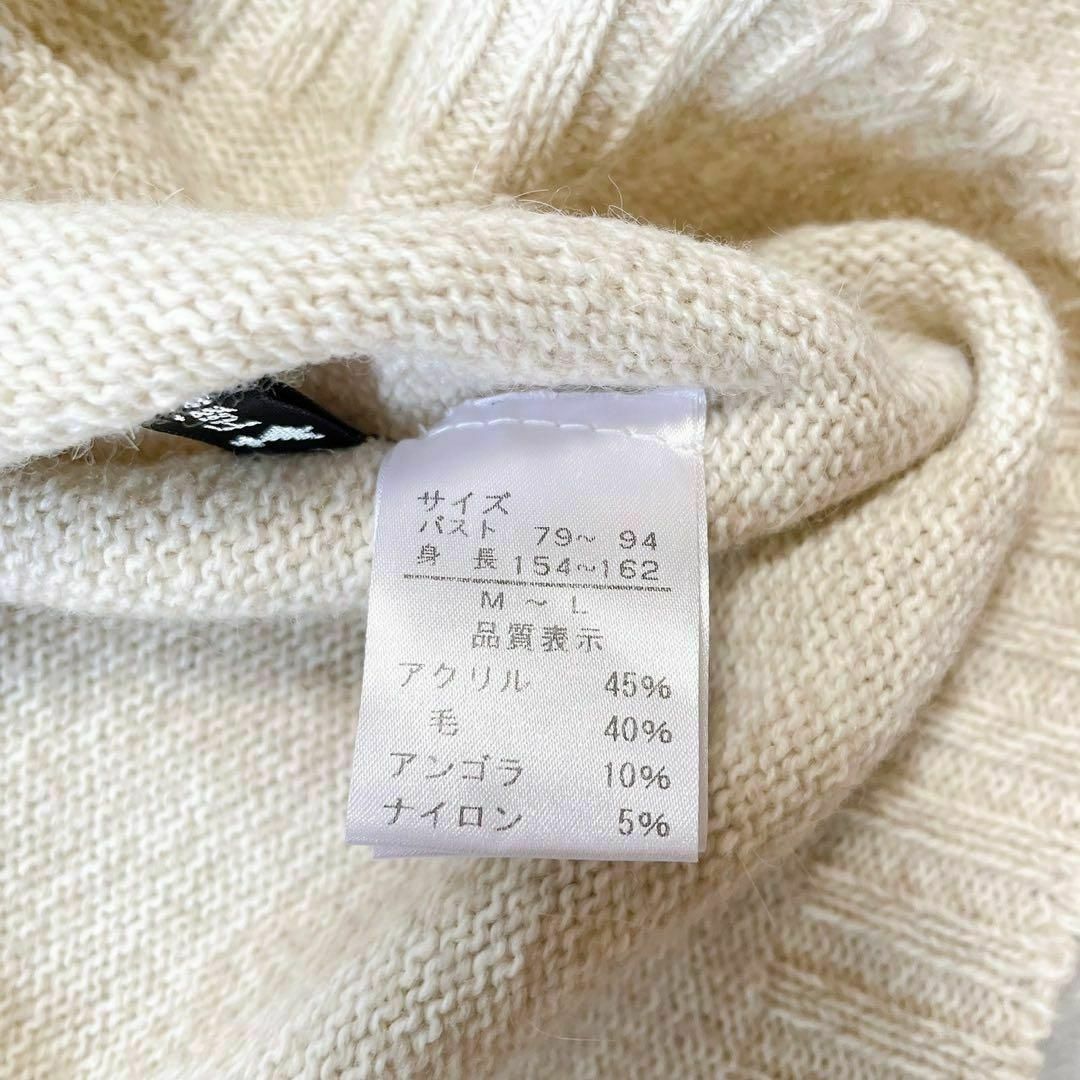 サイズ
バスト 79～ 94
身 長 154～162
M ～ L
品質表示
アクリル 45%
毛 40%
アンゴラ 10%
ナイロン 5%